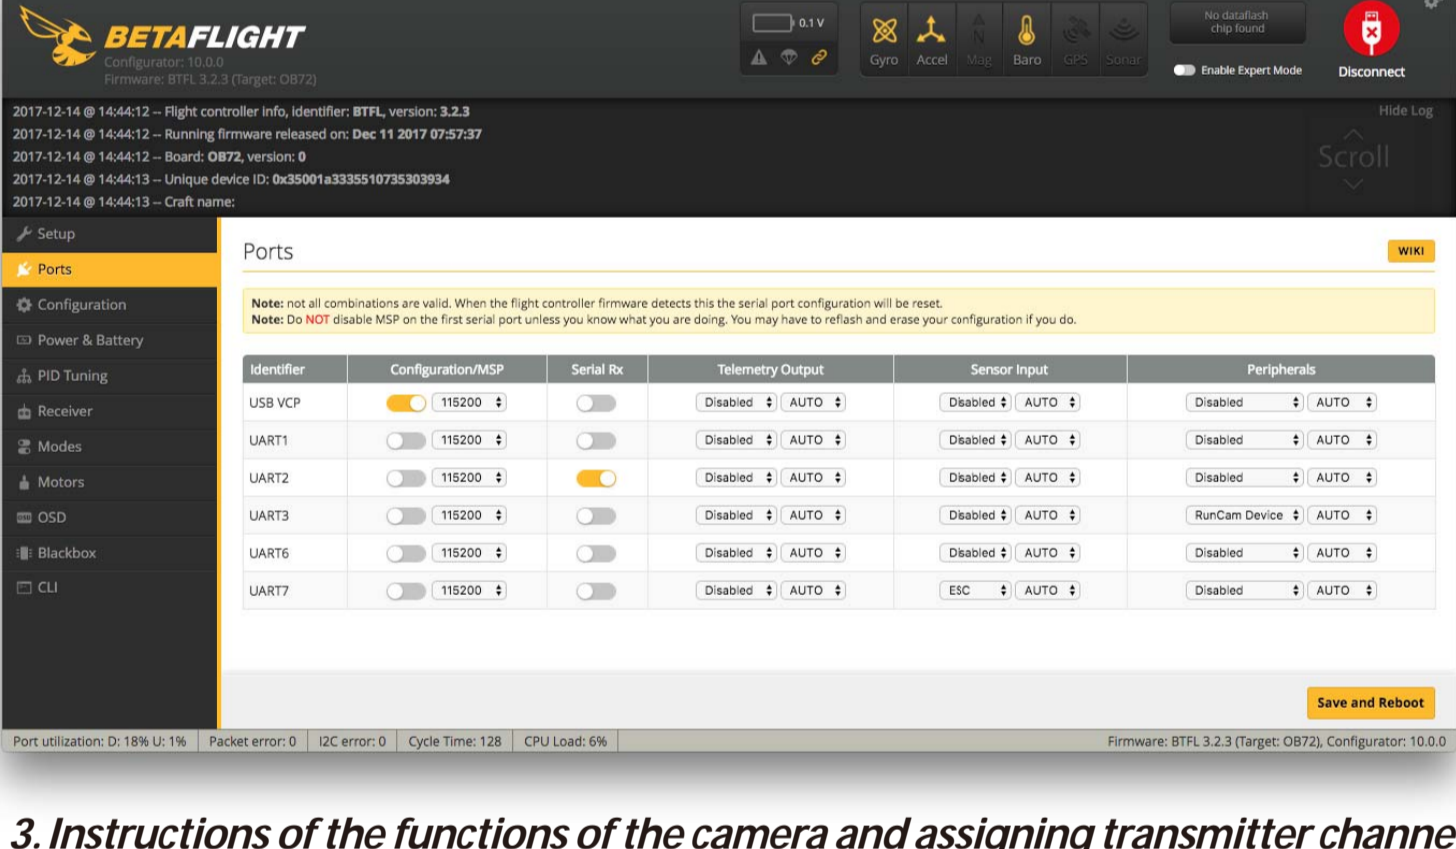 BETAFLIGHT
Configurator: 10.0.0
Firmware: BTFL 3.2.3 (Target: OB72)
0.1 V
Gyro Accel Mag Baro GPS Sonar
No dataflash
chip found
Enable Expert Mode
Disconnect
2017-12-14 @ 14:44:12 -- Flight controller info, identifier: BTFL, version: 3.2.3
2017-12-14 @ 14:44:12 -- Running firmware released on: Dec 11 2017 07:57:37
2017-12-14 @ 14:44:12 -- Board: OB72, version: 0
2017-12-14 @ 14:44:13 -- Unique device ID: 0x35001a3335510735303934
2017-12-14 @ 14:44:13 -- Craft name:
Hide Log
Scroll
Setup
Ports
Configuration
Power & Battery
PID Tuning
Receiver
Modes
Motors
OSD
Blackbox
CLI
Ports
WIKI
Note: not all combinations are valid. When the flight controller firmware detects this the serial port configuration will be reset.
Note: Do NOT disable MSP on the first serial port unless you know what you are doing. You may have to reflash and erase your configuration if you do.
Identifier Configuration/MSP Serial Rx Telemetry Output Sensor Input Peripherals
USB VCP 115200 Disabled AUTO Disabled AUTO Disabled AUTO
UART1 115200 Disabled AUTO Disabled AUTO Disabled AUTO
UART2 115200 Disabled AUTO Disabled AUTO Disabled AUTO
UART3 115200 Disabled AUTO Disabled AUTO RunCam Device AUTO
UART6 115200 Disabled AUTO Disabled AUTO Disabled AUTO
UART7 115200 Disabled AUTO ESC AUTO Disabled AUTO
Save and Reboot
Port utilization: D: 18% U: 1% Packet error: 0 I2C error: 0 Cycle Time: 128 CPU Load: 6% Firmware: BTFL 3.2.3 (Target: OB72), Configurator: 10.0.0
3. Instructions of the functions of the camera and assigning transmitter channe